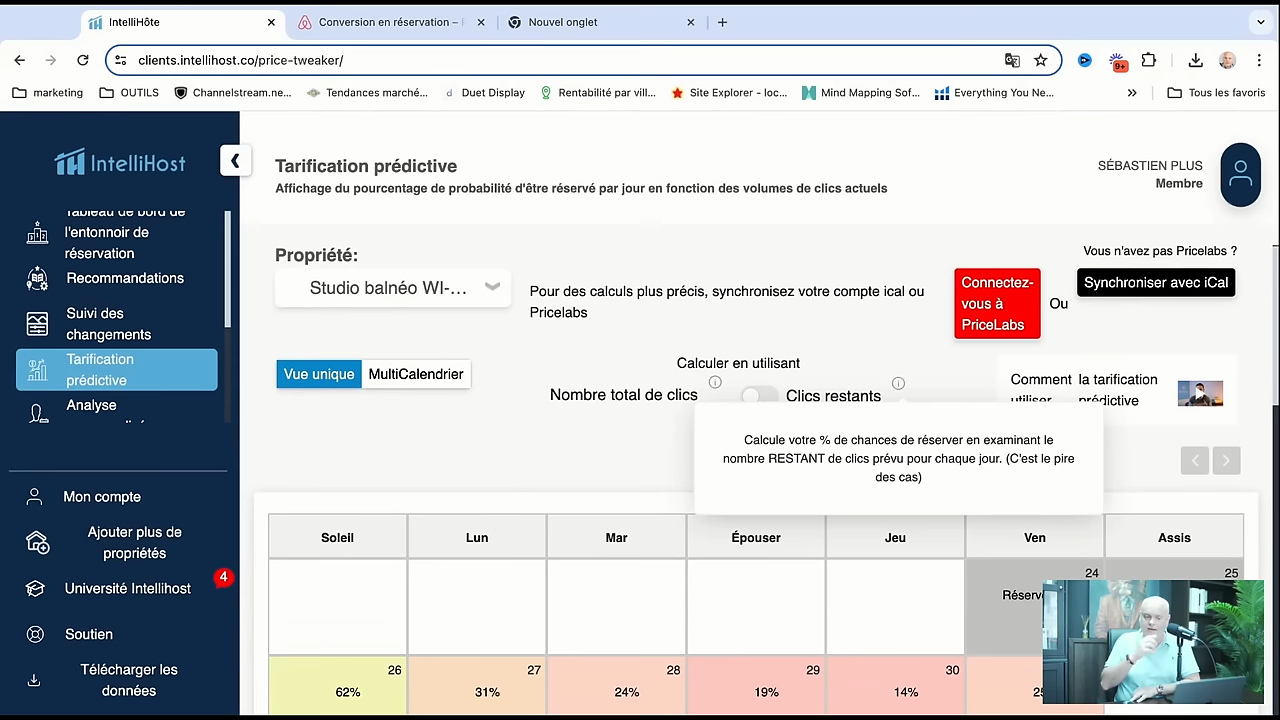 IntelliHôte
Conversion en réservation –
Nouvel onglet
clients.intellihost.co/price-tweaker/
9+
marketing
OUTILS
Channelstream.ne...
Tendances marché...
Duet Display
Rentabilité par vill...
Site Explorer - loc...
Mind Mapping Sof...
Everything You Ne...
Tous les favoris
IntelliHost
Tableau de bord de
l'entonnoir de
réservation
Recommandations
Suivi des
changements
Tarification
prédictive
Analyse
Mon compte
Ajouter plus de
propriétés
Université Intellihost
4
Soutien
Télécharger les
données
Tarification prédictive
Affichage du pourcentage de probabilité d'être réservé par jour en fonction des volumes de clics actuels
SÉBASTIEN PLUS
Membre
Propriété:
Studio balnéo WI-...
Pour des calculs plus précis, synchronisez votre compte ical ou
Pricelabs
Connectez-
vous à
PriceLabs
Ou
Vous n'avez pas Pricelabs ?
Synchroniser avec iCal
Vue unique
MultiCalendrier
Calculer en utilisant
Nombre total de clics
Clics restants
Comment la tarification
utiliser prédictive
Calcule votre % de chances de réserver en examinant le
nombre RESTANT de clics prévu pour chaque jour. (C'est le pire
des cas)
Soleil
Lun
Mar
Épouser
Jeu
Ven
Assis
24
25
26
62%
27
31%
28
24%
29
19%
30
14%